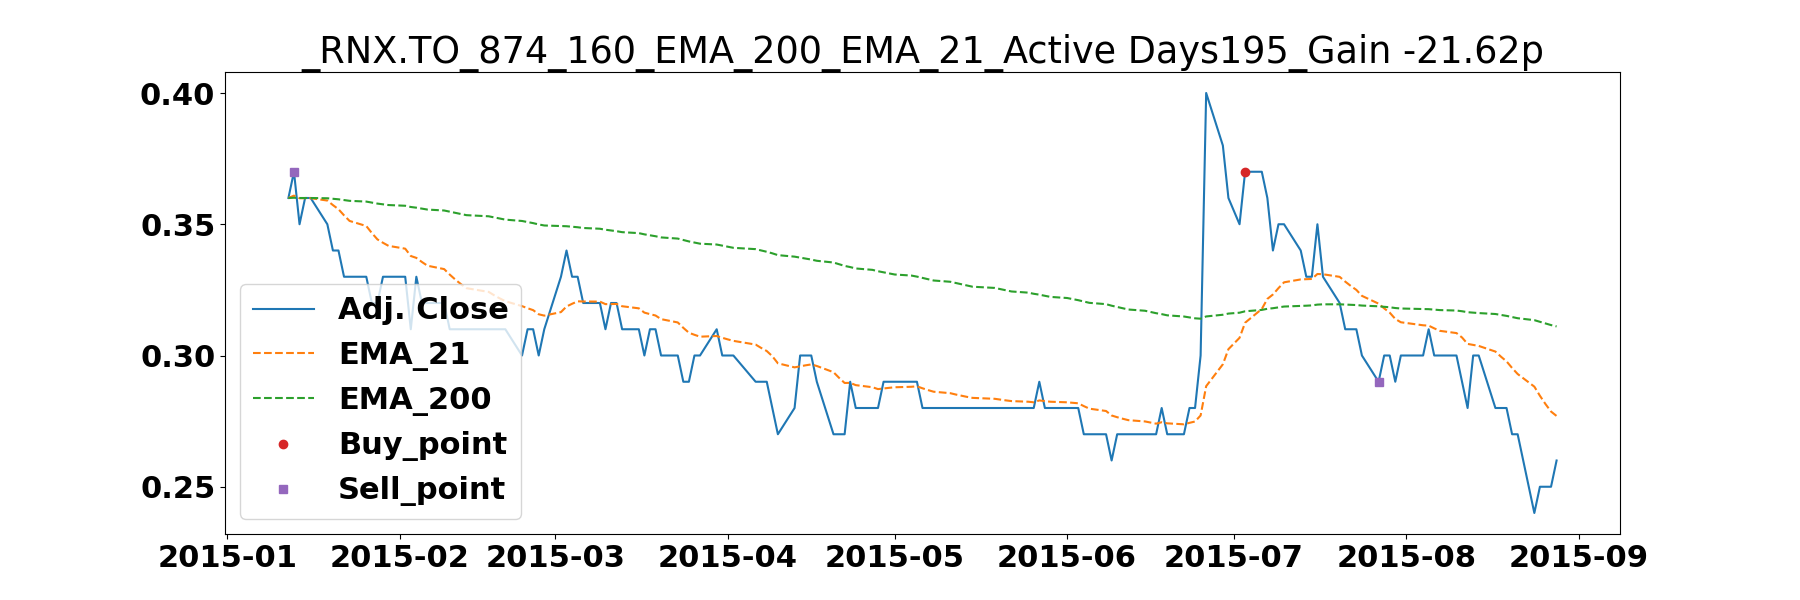 _RNX.TO_874_160_EMA_200_EMA_21_Active Days195_Gain -21.62p
0.40
0.35
0.30
0.25
Adj. Close
EMA_21
EMA_200
Buy_point
Sell_point
2015-01 2015-02 2015-03 2015-04 2015-05 2015-06 2015-07 2015-08 2015-09